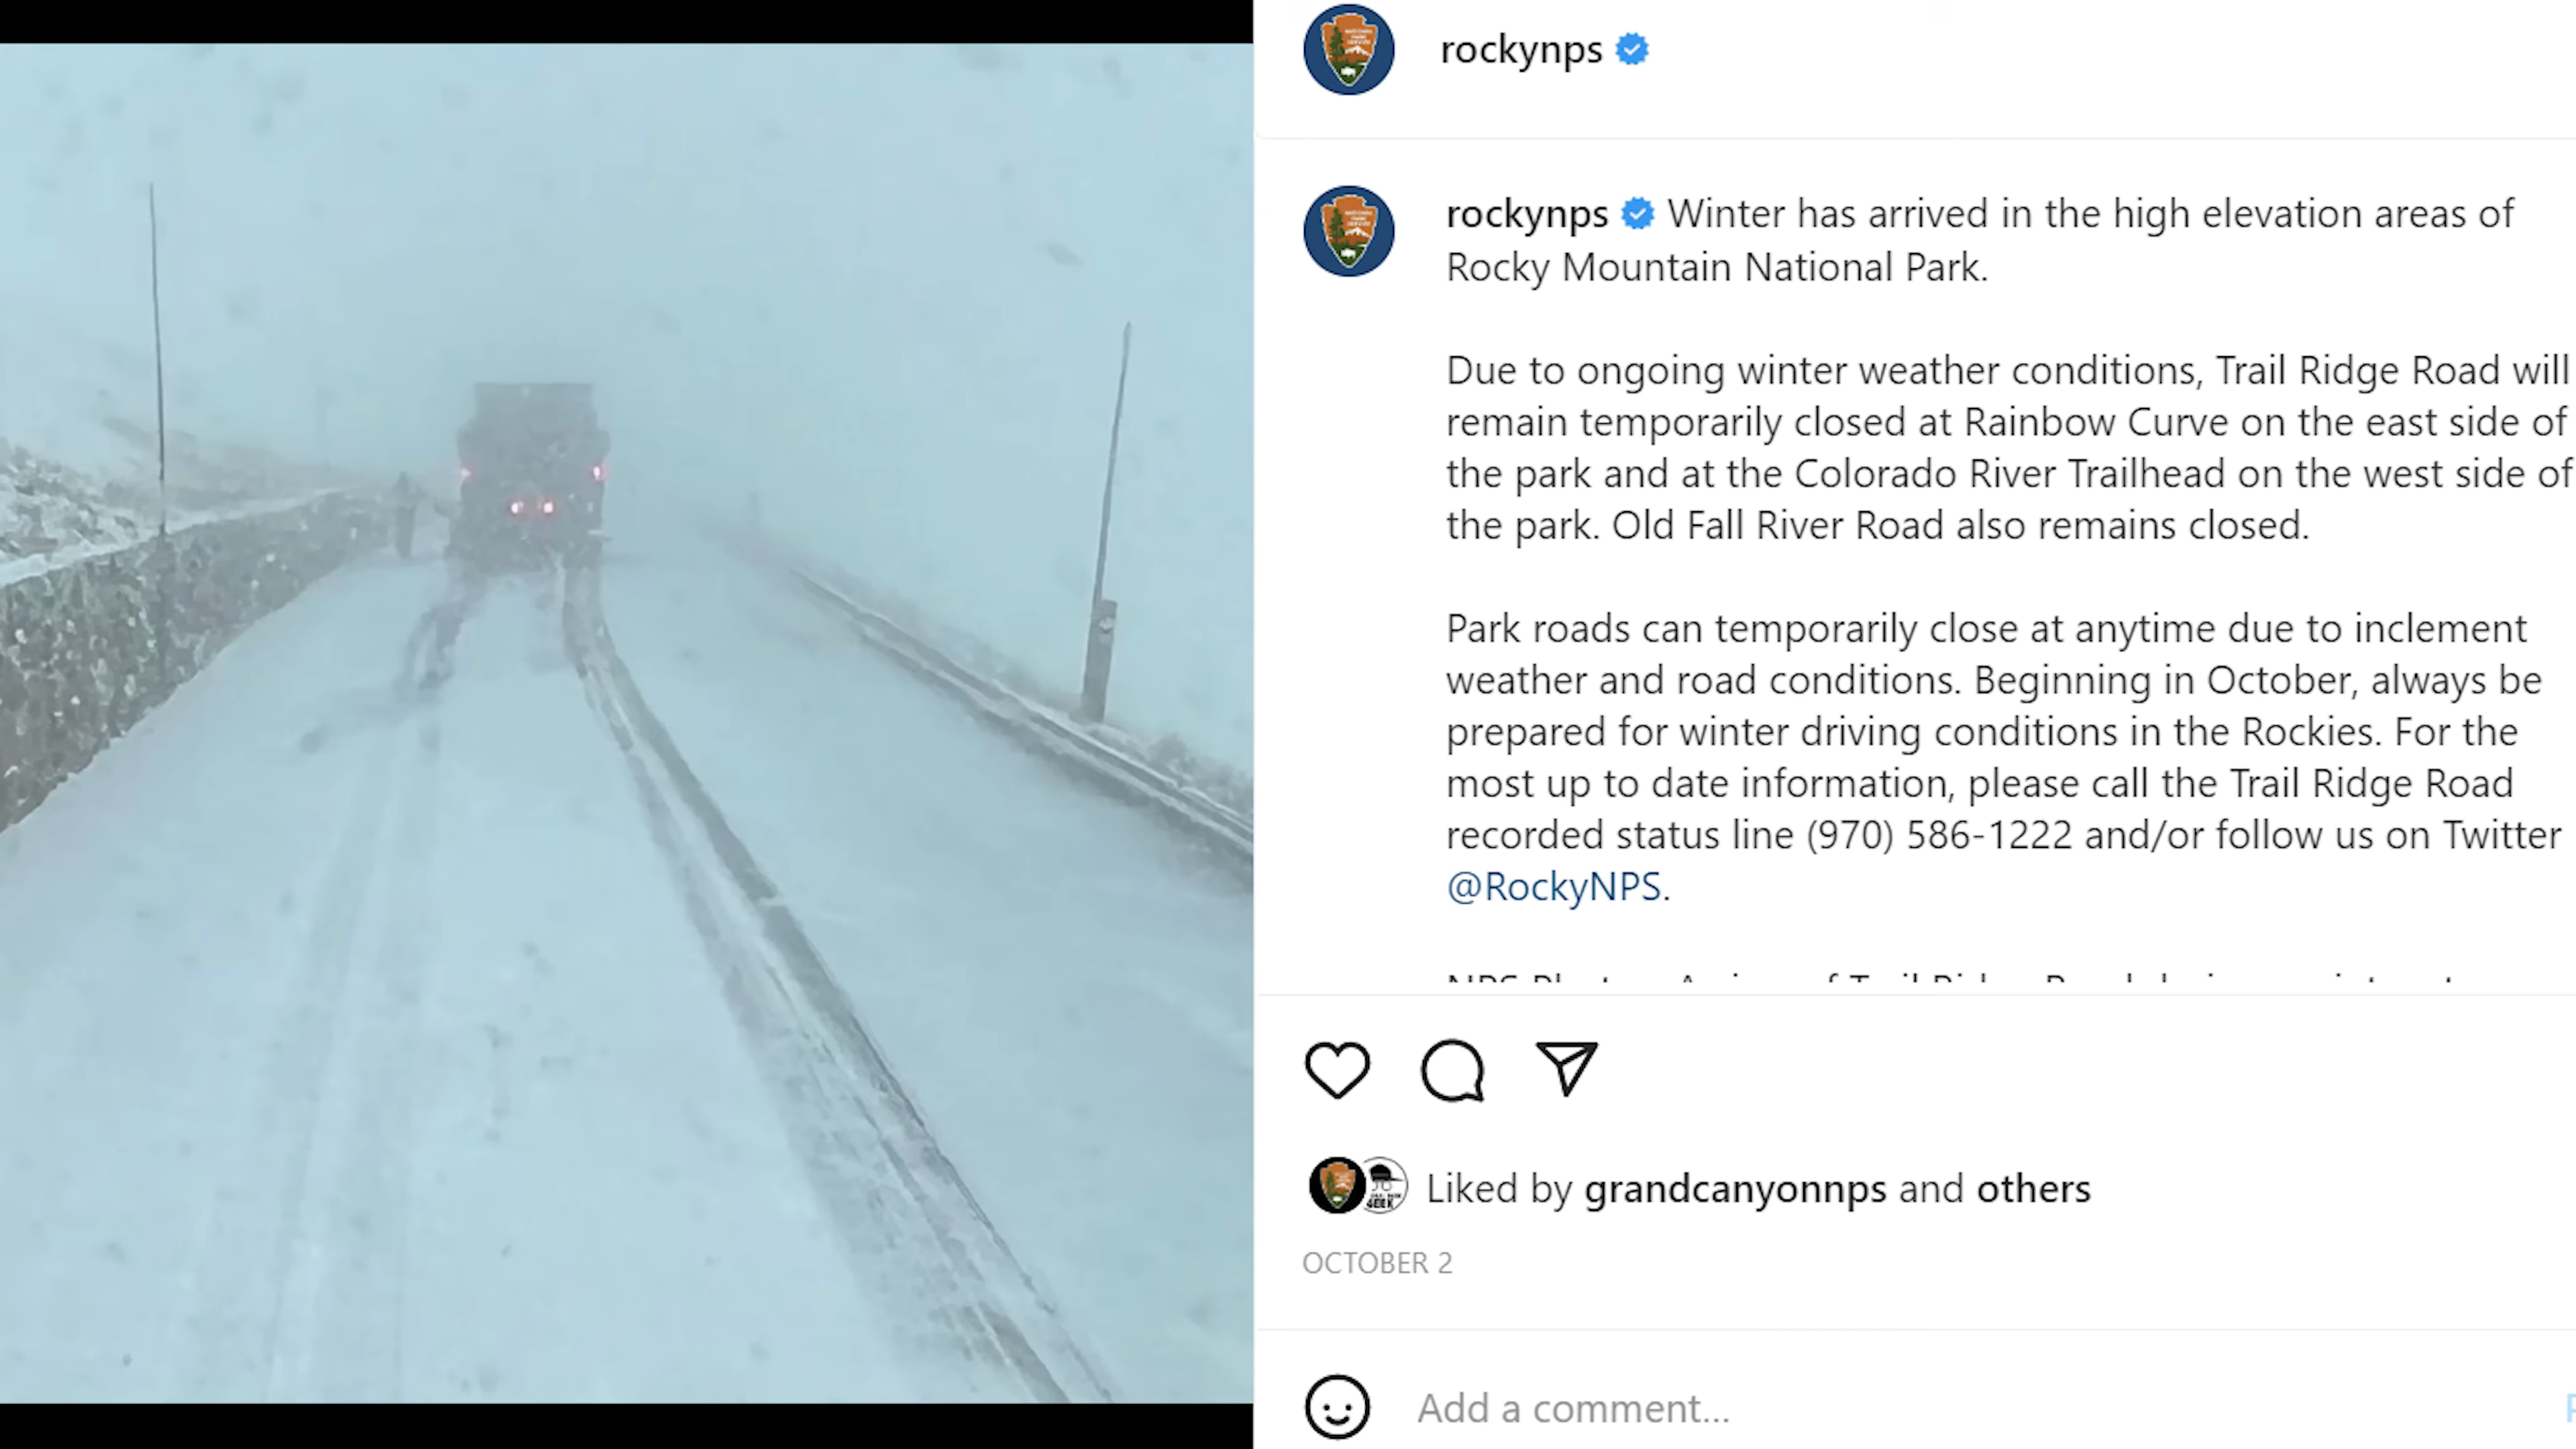 rockynps
rockynps Winter has arrived in the high elevation areas of
Rocky Mountain National Park.
Due to ongoing winter weather conditions, Trail Ridge Road will
remain temporarily closed at Rainbow Curve on the east side of
the park and at the Colorado River Trailhead on the west side of
the park. Old Fall River Road also remains closed.
Park roads can temporarily close at anytime due to inclement
weather and road conditions. Beginning in October, always be
prepared for winter driving conditions in the Rockies. For the
most up to date information, please call the Trail Ridge Road
recorded status line (970) 586-1222 and/or follow us on Twitter
@RockyNPS.
Liked by grandcanyonnps and others
OCTOBER 2
Add a comment...